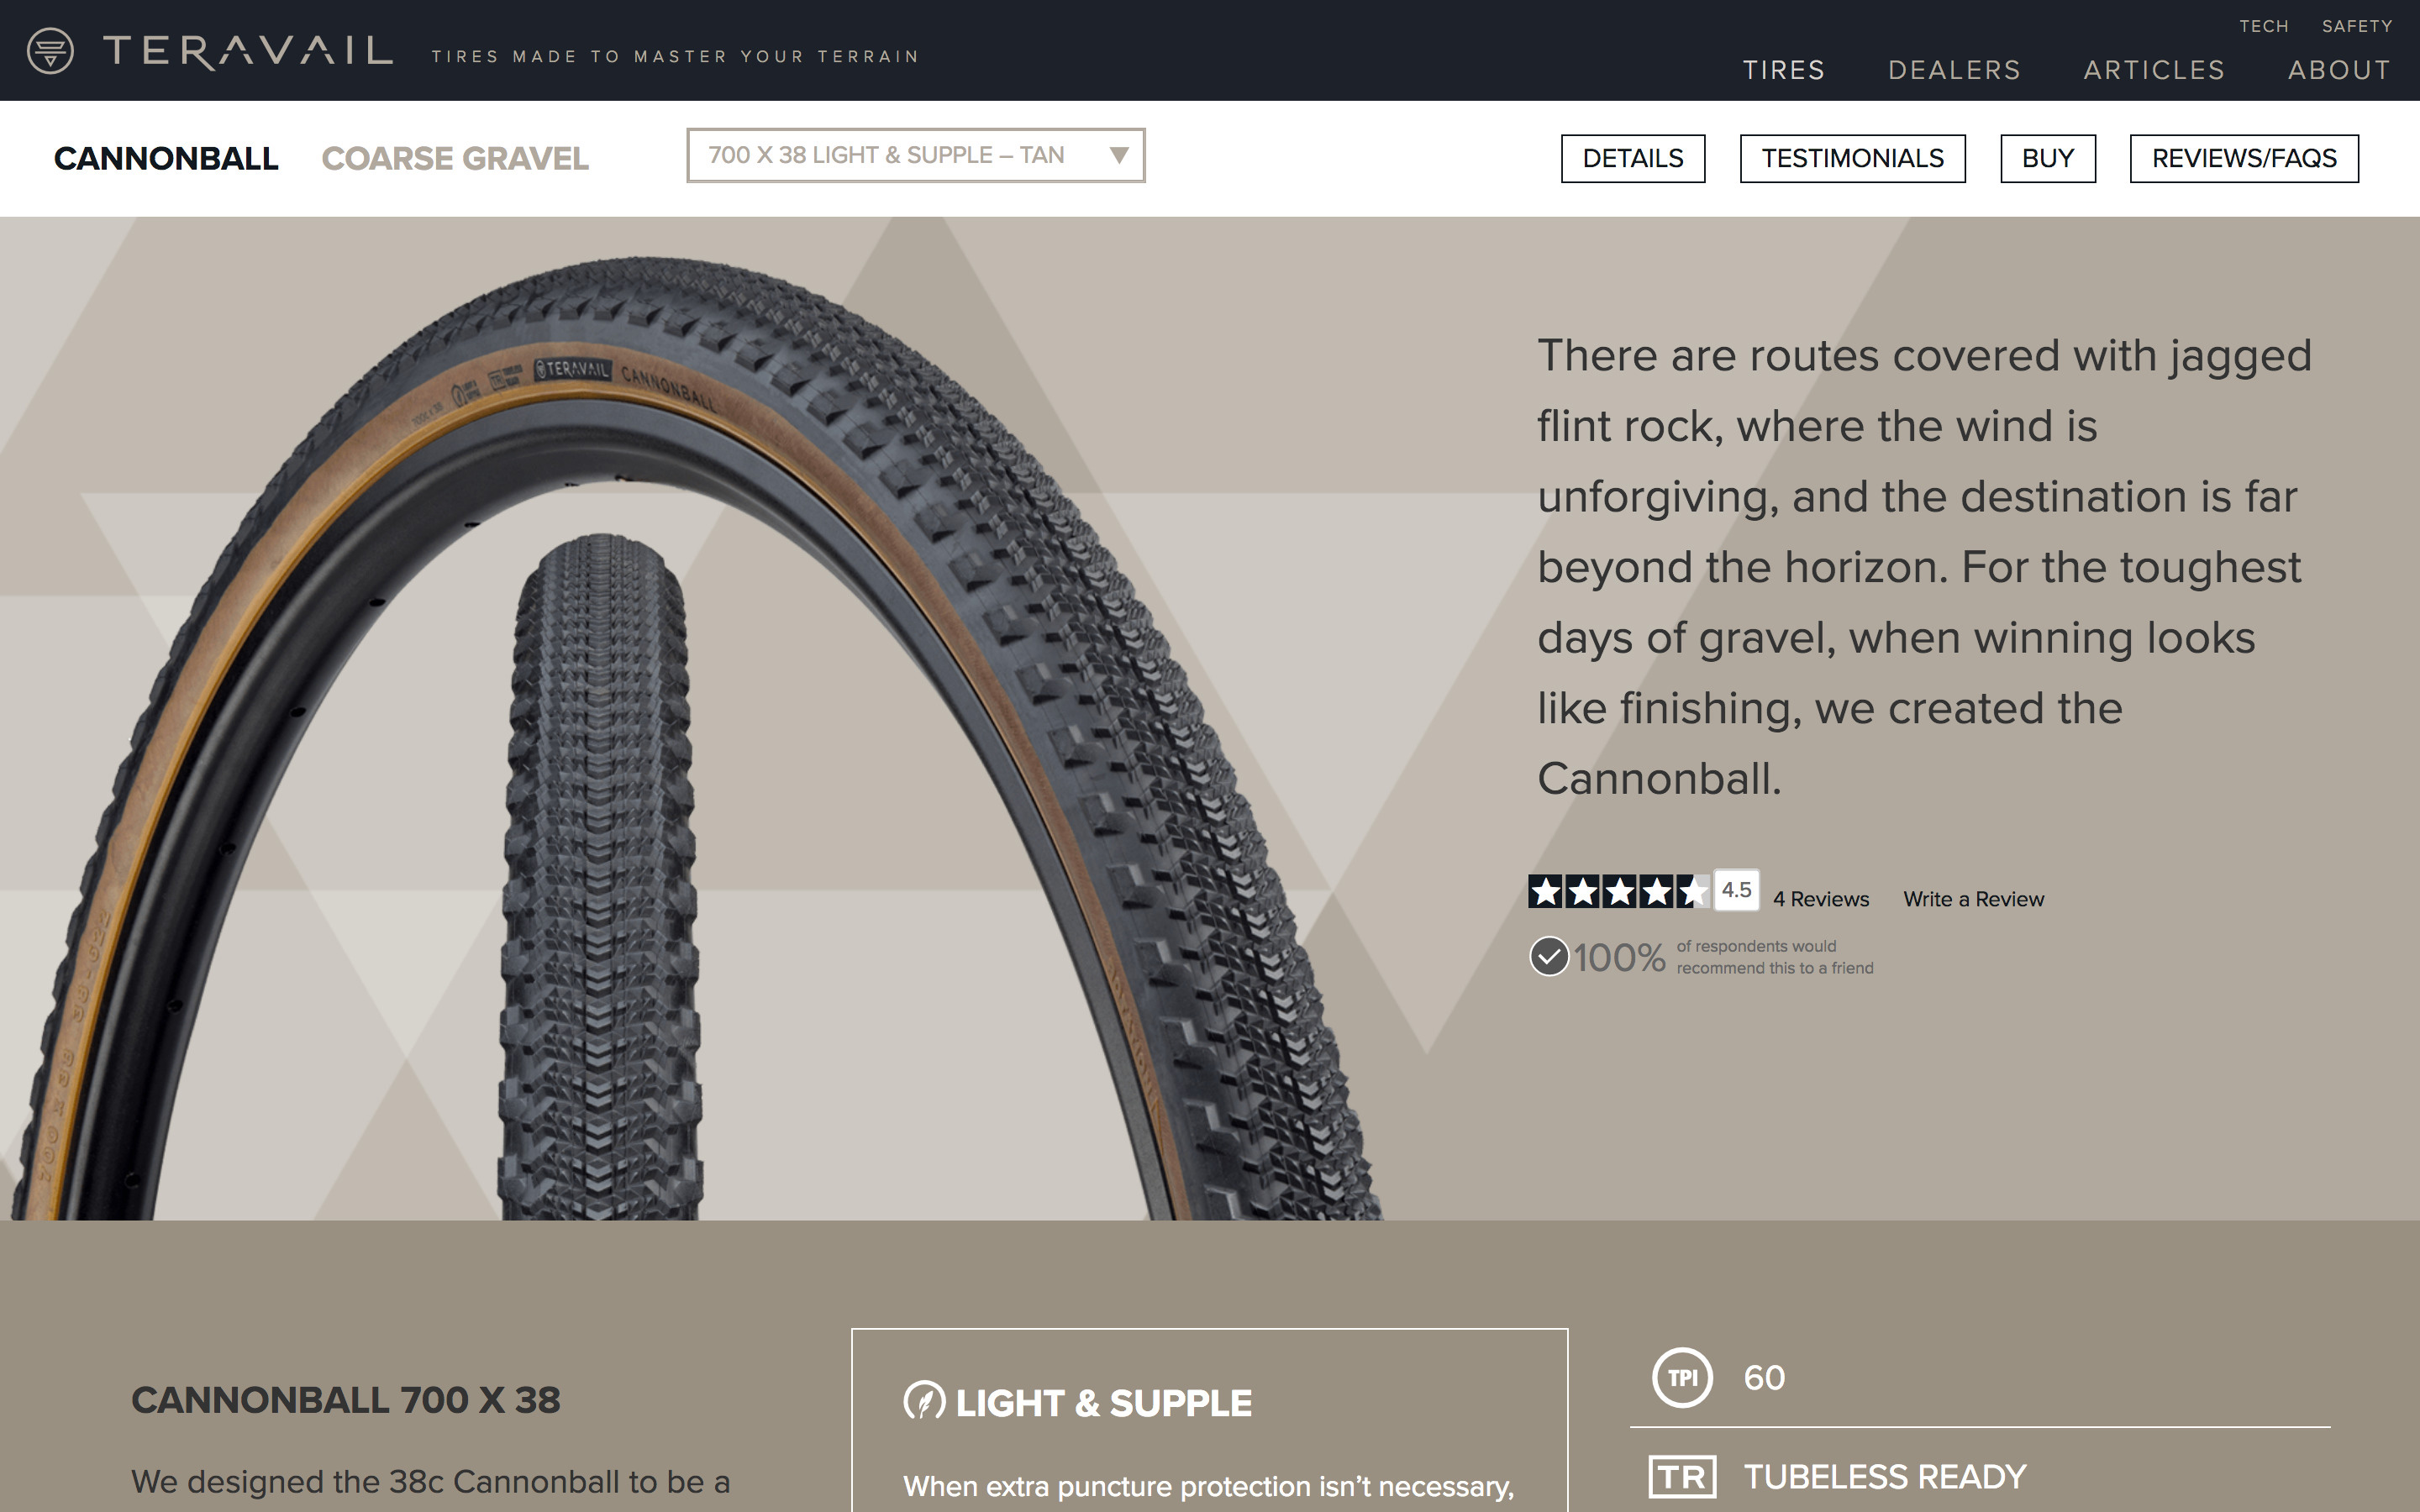 TERAVAIL
TIRES MADE TO MASTER YOUR TERRAIN
TECH SAFETY
TIRES DEALERS ARTICLES ABOUT
CANNONBALL COARSE GRAVEL
700 X 38 LIGHT & SUPPLE – TAN
DETAILS TESTIMONIALS BUY REVIEWS/FAQS
TERAVAIL CANNONBALL
700 x 38 38-622
There are routes covered with jagged
flint rock, where the wind is
unforgiving, and the destination is far
beyond the horizon. For the toughest
days of gravel, when winning looks
like finishing, we created the
Cannonball.
4.5 4 Reviews Write a Review
100% of respondents would
recommend this to a friend
CANNONBALL 700 X 38
We designed the 38c Cannonball to be a
LIGHT & SUPPLE
When extra puncture protection isn’t necessary,
TPI 60
TR TUBELESS READY